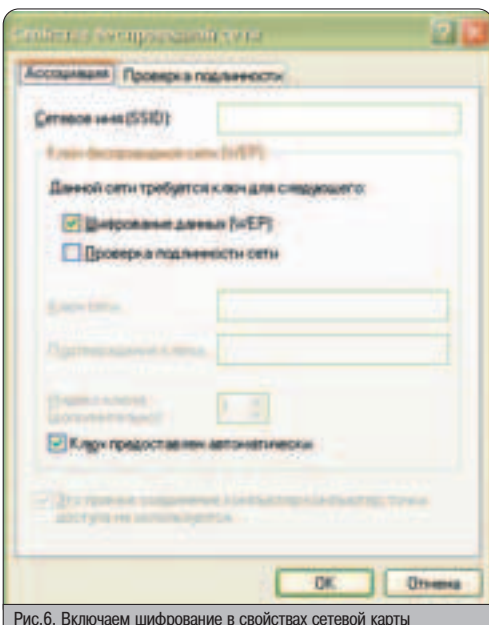 Свойства беспроводной сети
Ассоциация Проверка подлинности
Сетевое имя (SSID):
Ключ беспроводной сети (WEP)
Данной сети требуется ключ для следующего:
Шифрование данных (WEP)
Проверка подлинности сети
Ключ сети:
Подтверждение ключа:
Индекс ключа
(дополнительно):
Ключ предоставлен автоматически
Это прямое соединение компьютер-компьютер; точки
доступа не используются
OK Отмена
Рис.6. Включаем шифрование в свойствах сетевой карты